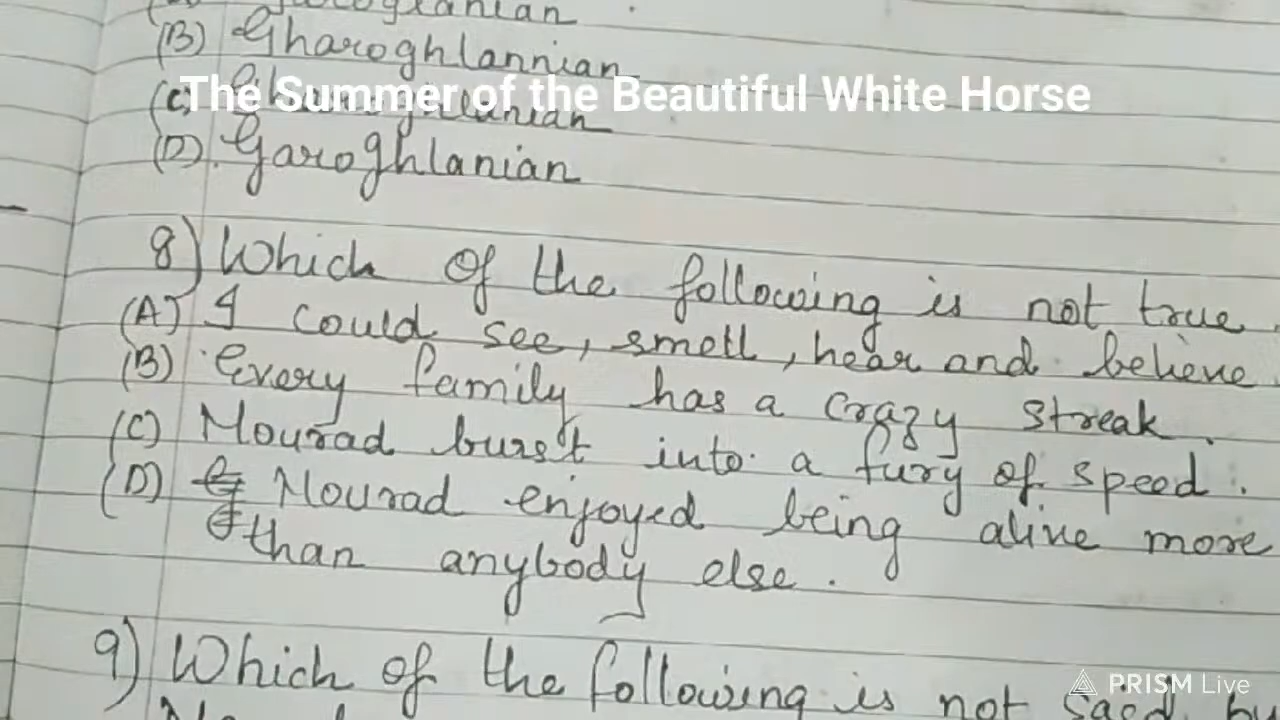 (B) Gharoghlannian
The Summer of the Beautiful White Horse
(C)
(D) Garoghlanian
8) Which of the following is not true.
(A) I could see, smell, hear and believe.
(B) Every family has a crazy streak.
(C) Mourad burst into a fury of speed.
(D) Mourad enjoyed being alive more
than anybody else.
9) Which of the following is not said by
PRISM Live